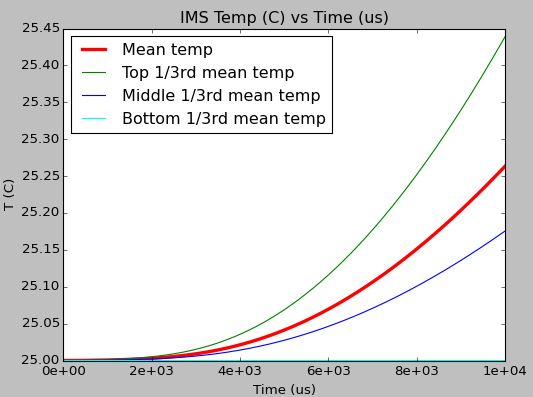 IMS Temp (C) vs Time (us)
25.45
25.40
25.35
25.30
25.25
25.20
25.15
25.10
25.05
25.00
T (C)
Mean temp
Top 1/3rd mean temp
Middle 1/3rd mean temp
Bottom 1/3rd mean temp
0e+00 2e+03 4e+03 6e+03 8e+03 1e+04
Time (us)